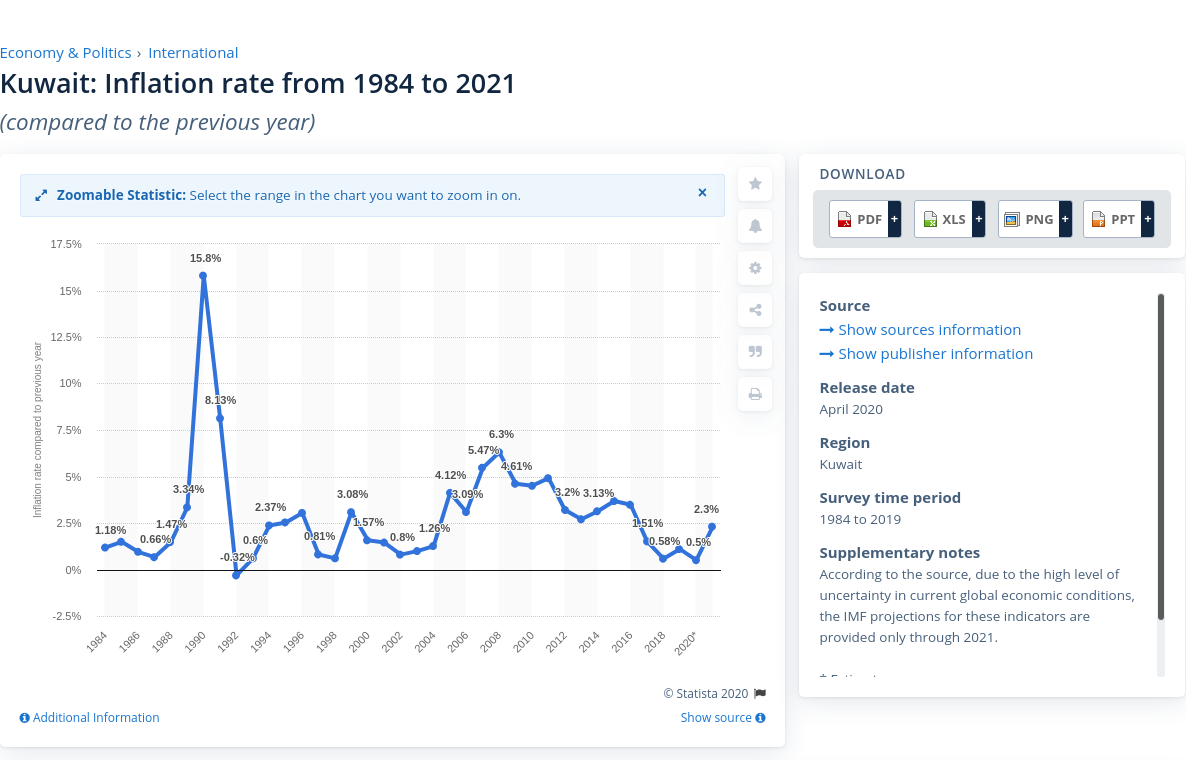 Economy & Politics › International
Kuwait: Inflation rate from 1984 to 2021
(compared to the previous year)
Zoomable Statistic: Select the range in the chart you want to zoom in on. ×
Inflation rate compared to previous year
17.5%
15%
12.5%
10%
7.5%
5%
2.5%
0%
-2.5%
1.18%
0.66%
1.47%
3.34%
15.8%
8.13%
-0.32%
0.6%
2.37%
0.81%
3.08%
1.57%
0.8%
1.26%
4.12%
3.09%
5.47%
6.3%
4.61%
3.2%
3.13%
1.51%
0.58%
0.5%
2.3%
1984 1986 1988 1990 1992 1994 1996 1998 2000 2002 2004 2006 2008 2010 2012 2014 2016 2018 2020*
© Statista 2020
Additional Information
Show source
DOWNLOAD
PDF + XLS + PNG + PPT +
Source
Show sources information
Show publisher information
Release date
April 2020
Region
Kuwait
Survey time period
1984 to 2019
Supplementary notes
According to the source, due to the high level of
uncertainty in current global economic conditions,
the IMF projections for these indicators are
provided only through 2021.